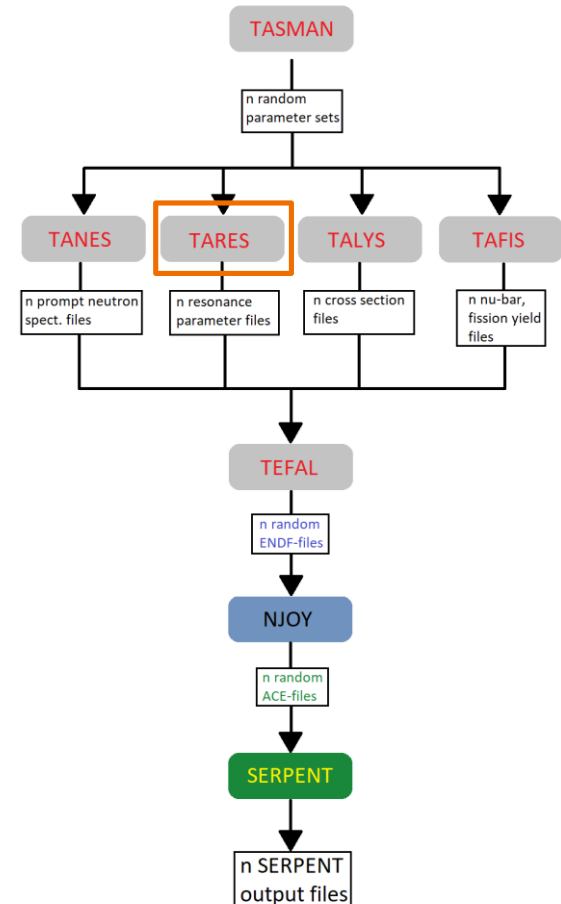 TASMAN
n random
parameter sets
TANES
TARES
TALYS
TAFIS
n prompt neutron
spect. files
n resonance
parameter files
n cross section
files
n nu-bar,
fission yield
files
TEFAL
n random
ENDF-files
NJOY
n random
ACE-files
SERPENT
n SERPENT
output files